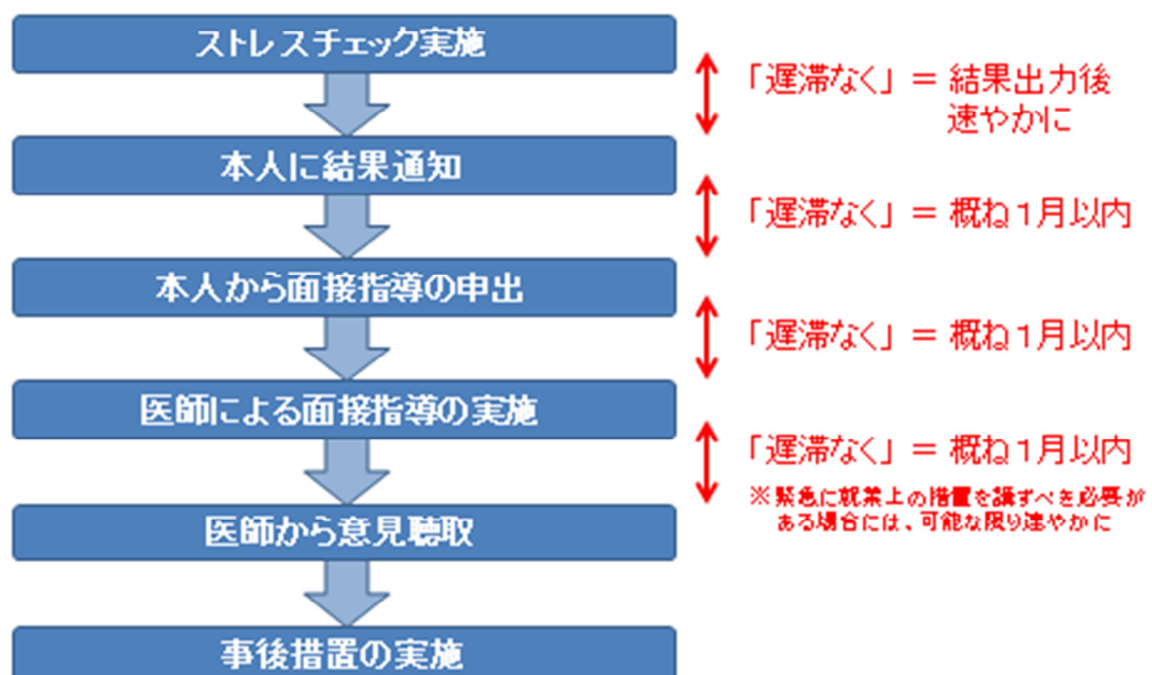 ストレスチェック実施
「遅滞なく」 = 結果出力後
速やかに
本人に結果通知
「遅滞なく」 = 概ね1月以内
本人から面接指導の申出
「遅滞なく」 = 概ね1月以内
医師による面接指導の実施
「遅滞なく」 = 概ね1月以内
※緊急に就業上の措置を講ずべき必要が
ある場合には、可能な限り速やかに
医師から意見聴取
事後措置の実施